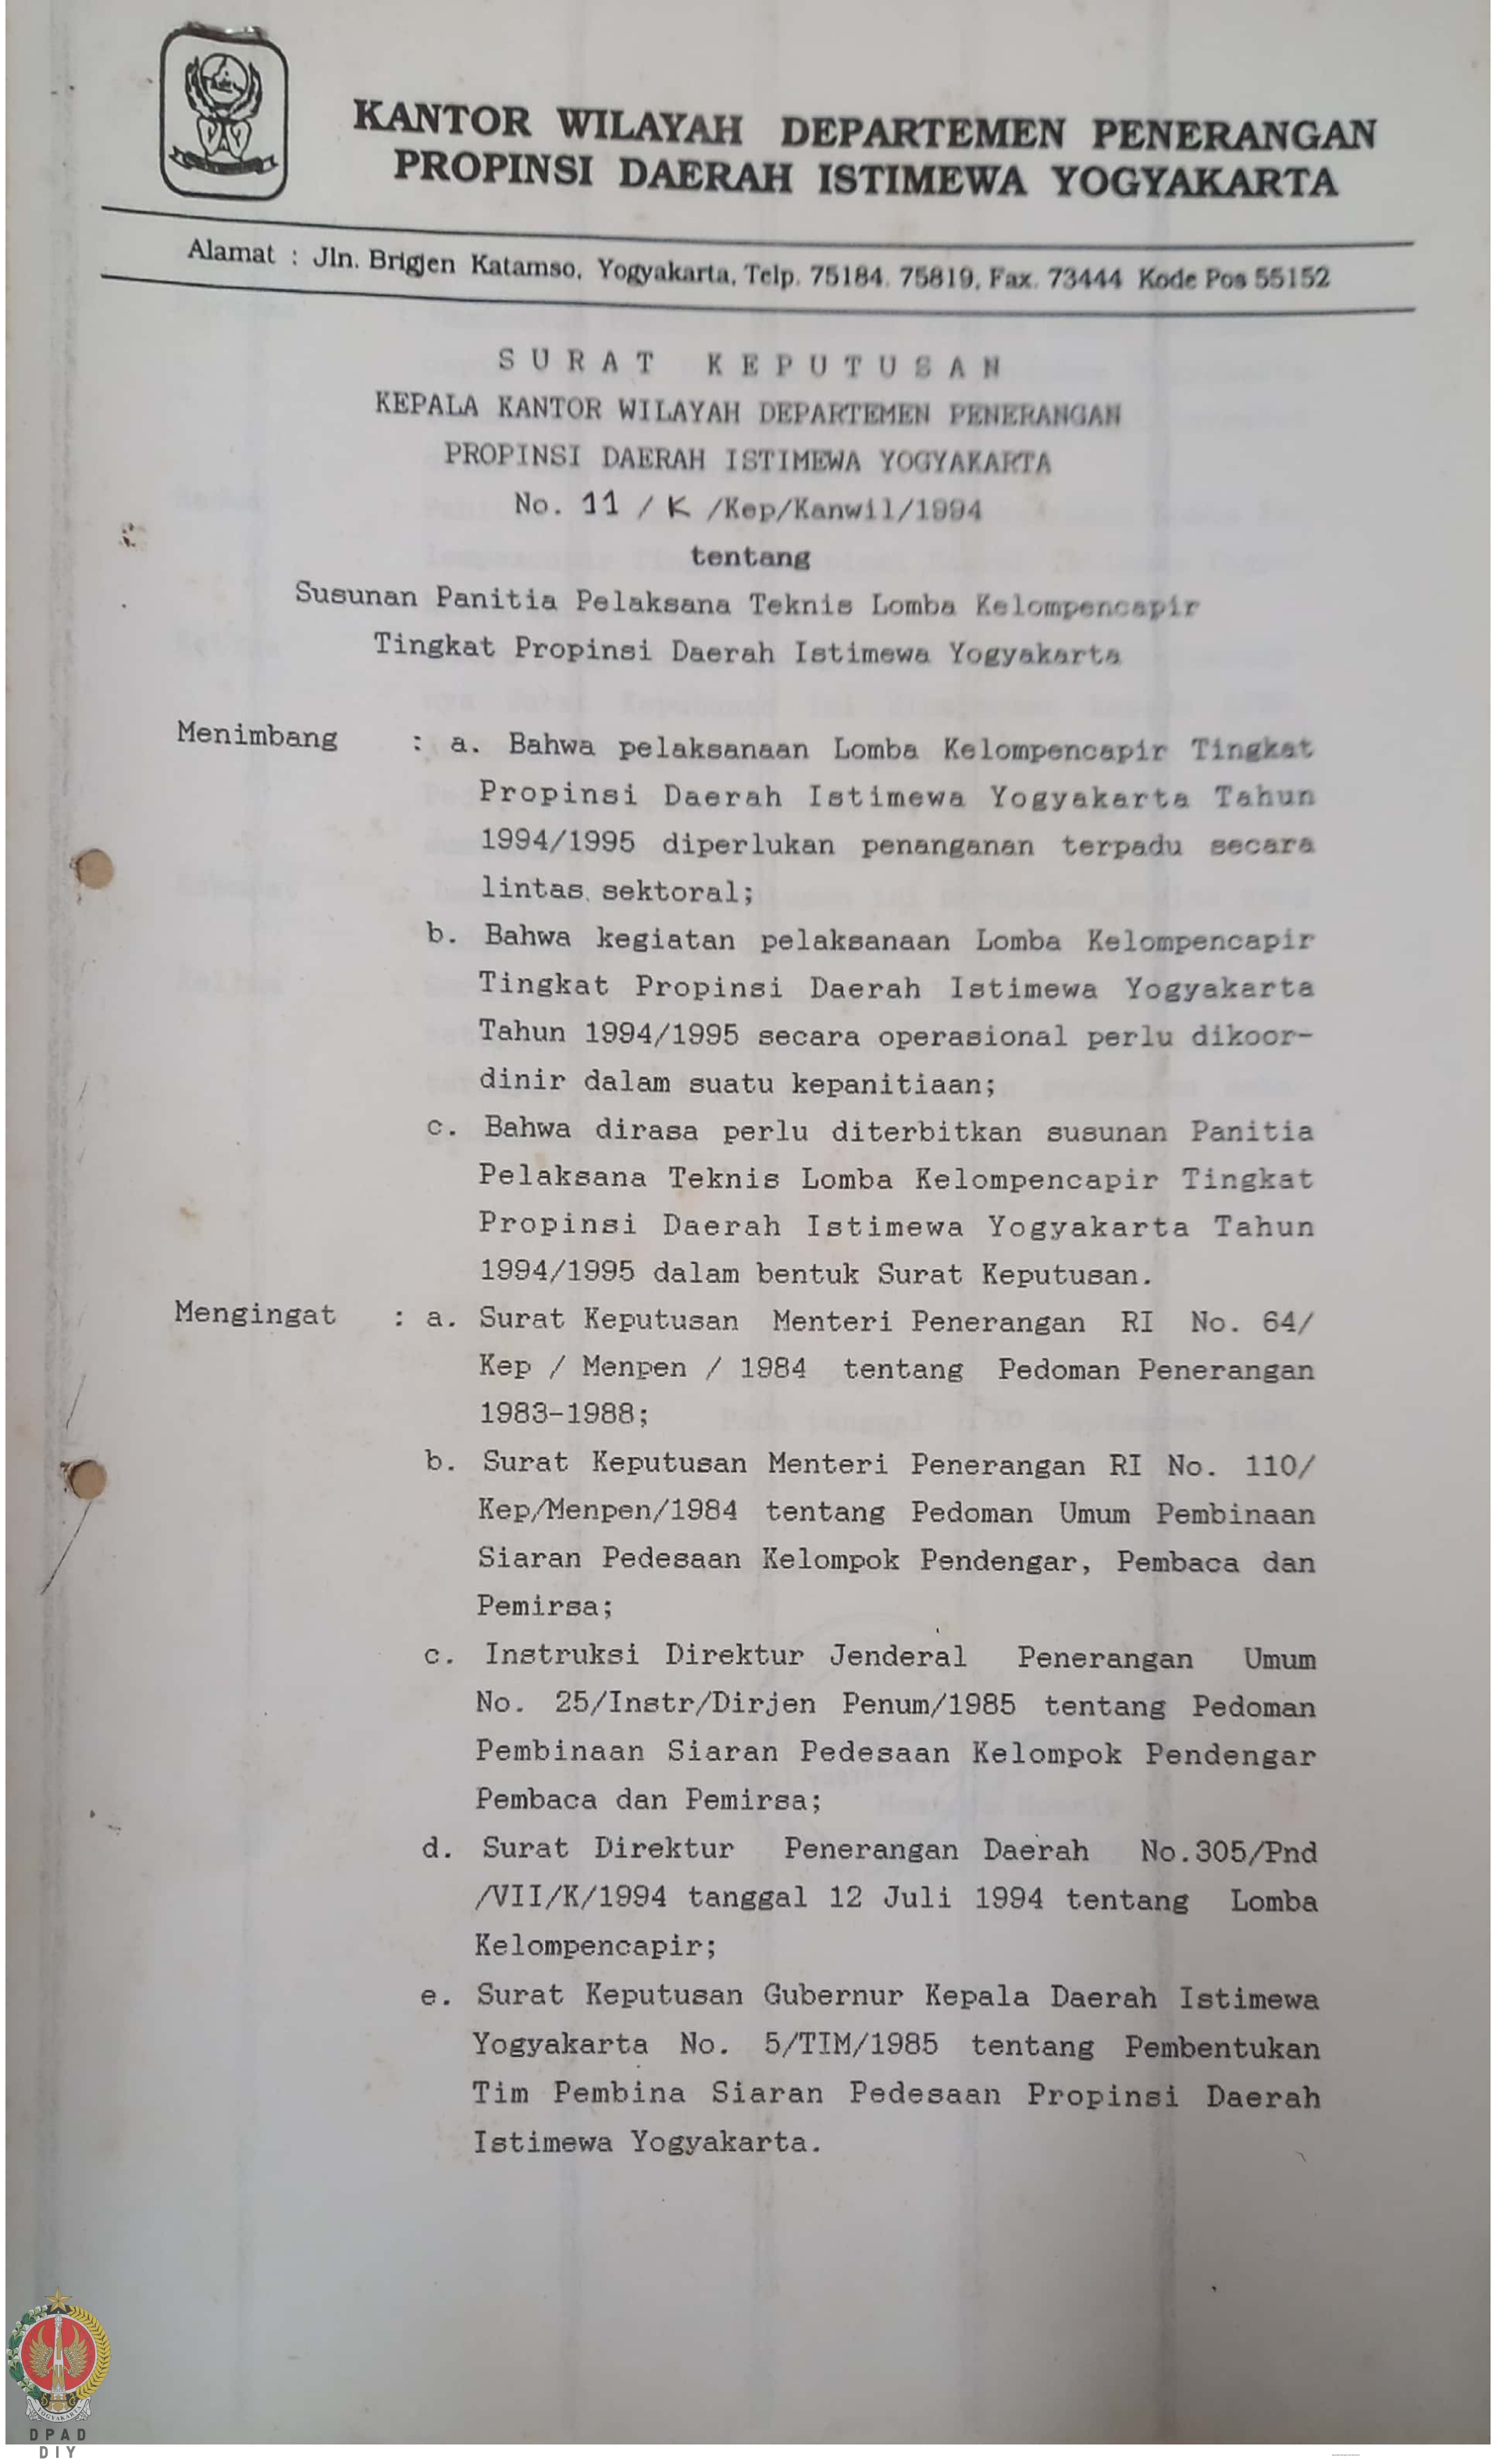 KANTOR WILAYAH DEPARTEMEN PENERANGAN
PROPINSI DAERAH ISTIMEWA YOGYAKARTA
Alamat : Jln. Brigjen Katamso, Yogyakarta, Telp. 75184. 75819, Fax. 73444 Kode Pos 55152
SURAT KEPUTUSAN
KEPALA KANTOR WILAYAH DEPARTEMEN PENERANGAN
PROPINSI DAERAH ISTIMEWA YOGYAKARTA
No. 11 / K /Kep/Kanwil/1994
tentang
Susunan Panitia Pelaksana Teknis Lomba Kelompencapir
Tingkat Propinsi Daerah Istimewa Yogyakarta
Menimbang : a. Bahwa pelaksanaan Lomba Kelompencapir Tingkat
Propinsi Daerah Istimewa Yogyakarta Tahun
1994/1995 diperlukan penanganan terpadu secara
lintas sektoral;
b. Bahwa kegiatan pelaksanaan Lomba Kelompencapir
Tingkat Propinsi Daerah Istimewa Yogyakarta
Tahun 1994/1995 secara operasional perlu dikoor-
dinir dalam suatu kepanitiaan;
c. Bahwa dirasa perlu diterbitkan susunan Panitia
Pelaksana Teknis Lomba Kelompencapir Tingkat
Propinsi Daerah Istimewa Yogyakarta Tahun
1994/1995 dalam bentuk Surat Keputusan.
Mengingat : a. Surat Keputusan Menteri Penerangan RI No. 64/
Kep / Menpen / 1984 tentang Pedoman Penerangan
1983-1988;
b. Surat Keputusan Menteri Penerangan RI No. 110/
Kep/Menpen/1984 tentang Pedoman Umum Pembinaan
Siaran Pedesaan Kelompok Pendengar, Pembaca dan
Pemirsa;
c. Instruksi Direktur Jenderal Penerangan Umum
No. 25/Instr/Dirjen Penum/1985 tentang Pedoman
Pembinaan Siaran Pedesaan Kelompok Pendengar
Pembaca dan Pemirsa;
d. Surat Direktur Penerangan Daerah No.305/Pnd
/VII/K/1994 tanggal 12 Juli 1994 tentang Lomba
Kelompencapir;
e. Surat Keputusan Gubernur Kepala Daerah Istimewa
Yogyakarta No. 5/TIM/1985 tentang Pembentukan
Tim Pembina Siaran Pedesaan Propinsi Daerah
Istimewa Yogyakarta.
YOGYAKARTA
DPAD
DIY